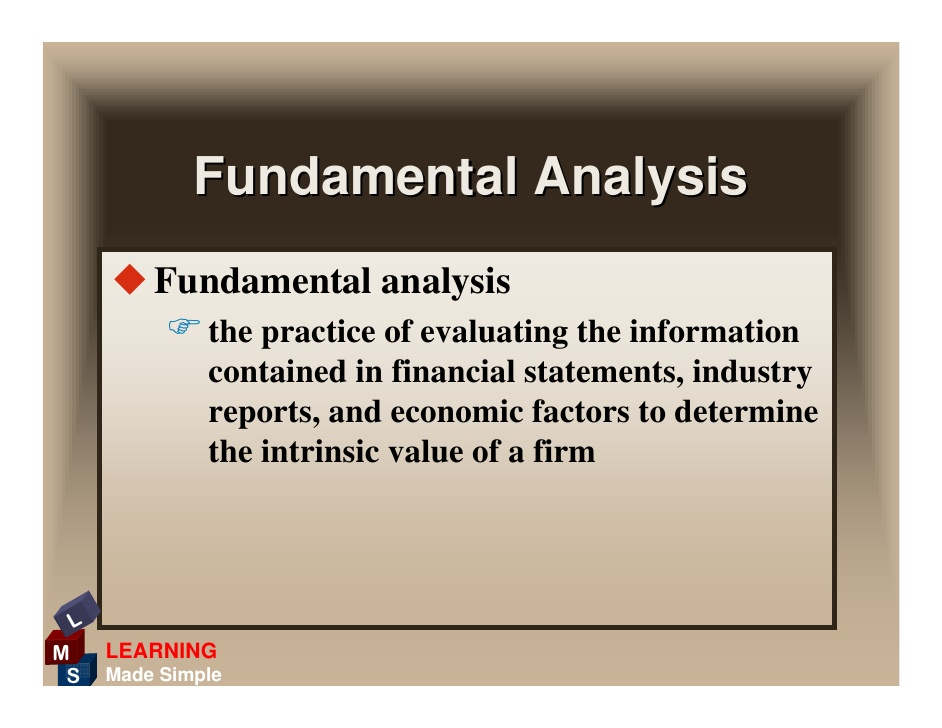 Fundamental Analysis
Fundamental analysis
the practice of evaluating the information
contained in financial statements, industry
reports, and economic factors to determine
the intrinsic value of a firm
L
M
S
LEARNING
Made Simple